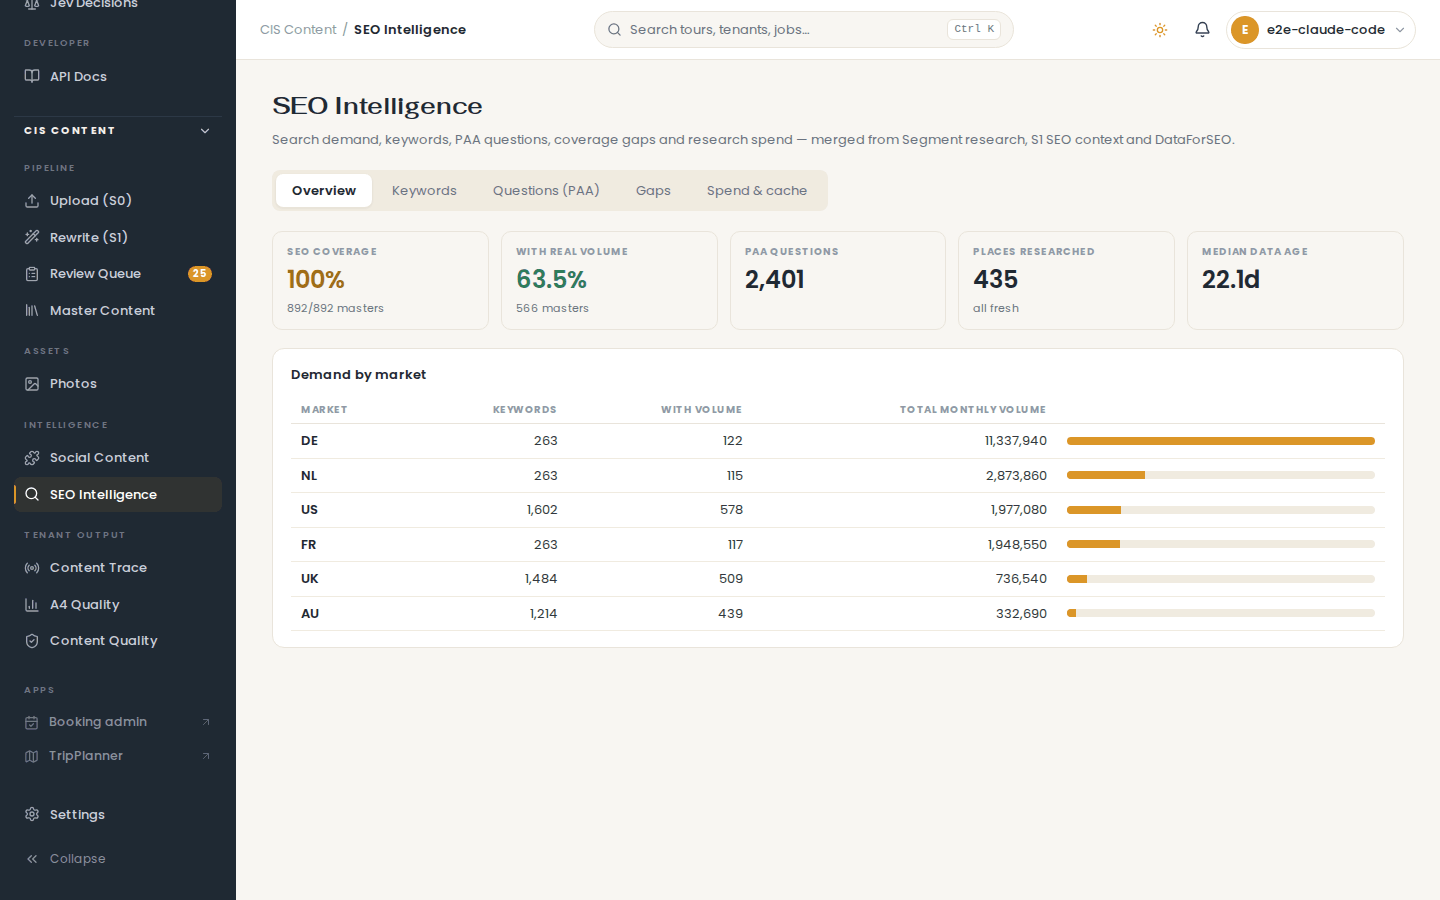 Jev Decisions
DEVELOPER
API Docs
CIS CONTENT
PIPELINE
Upload (S0)
Rewrite (S1)
Review Queue 25
Master Content
ASSETS
Photos
INTELLIGENCE
Social Content
SEO Intelligence
TENANT OUTPUT
Content Trace
A4 Quality
Content Quality
APPS
Booking admin
TripPlanner
Settings
Collapse
CIS Content / SEO Intelligence
Search tours, tenants, jobs... Ctrl K
E e2e-claude-code
SEO Intelligence
Search demand, keywords, PAA questions, coverage gaps and research spend — merged from Segment research, S1 SEO context and DataForSEO.
Overview Keywords Questions (PAA) Gaps Spend & cache
SEO COVERAGE
100%
892/892 masters
WITH REAL VOLUME
63.5%
566 masters
PAA QUESTIONS
2,401
PLACES RESEARCHED
435
all fresh
MEDIAN DATA AGE
22.1d
Demand by market
MARKET KEYWORDS WITH VOLUME TOTAL MONTHLY VOLUME
DE 263 122 11,337,940
NL 263 115 2,873,860
US 1,602 578 1,977,080
FR 263 117 1,948,550
UK 1,484 509 736,540
AU 1,214 439 332,690